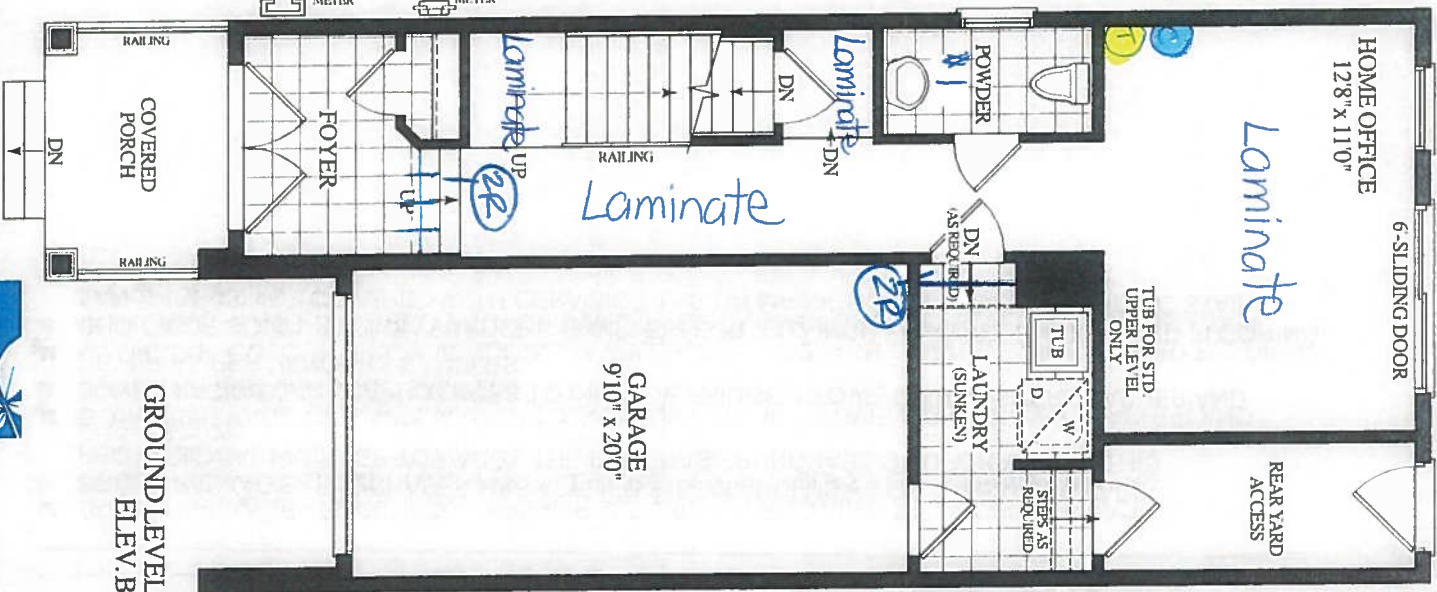 METER
METER
RAILING
COVERED
PORCH
DN
RAILING
FOYER
UP
2R
Laminate
UP
RAILING
DN
Laminate
DN
Laminate
POWDER
#1
HOME OFFICE
12'8" x 11'0"
T
C
Laminate
6'-SLIDING DOOR
DN
(AS REQUIRED)
2R
TUB FOR STD
UPPER LEVEL
ONLY
TUB
D
W
LAUNDRY
(SUNKEN)
STEPS AS
REQUIRED
REAR YARD
ACCESS
GARAGE
9'10" x 20'0"
GROUND LEVEL
ELEV. B